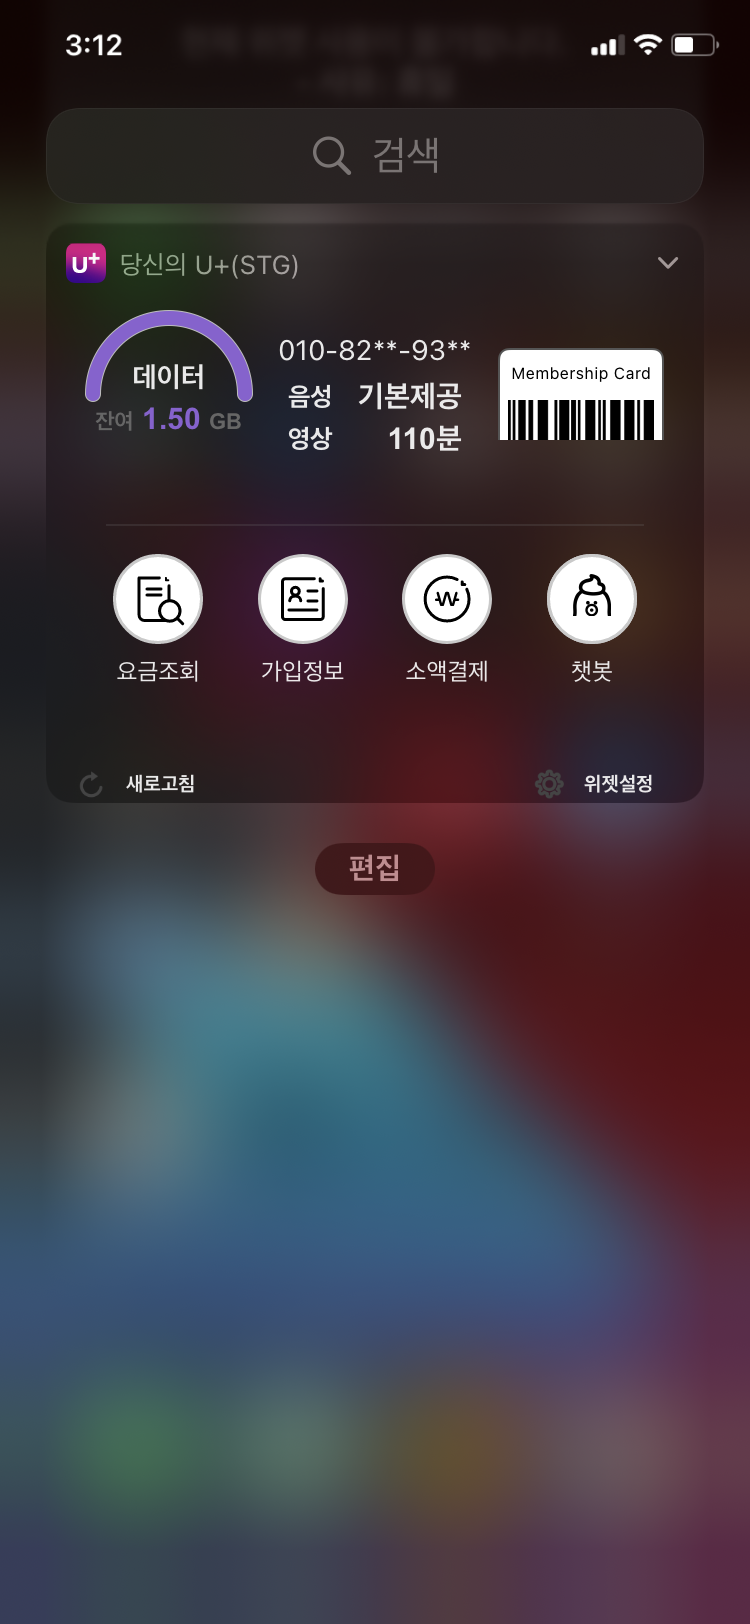 3:12
검색
U+ 당신의 U+(STG)
데이터
잔여 1.50 GB
010-82**-93**
음성 기본제공
영상 110분
Membership Card
요금조회 가입정보 소액결제 챗봇
새로고침 위젯설정
편집